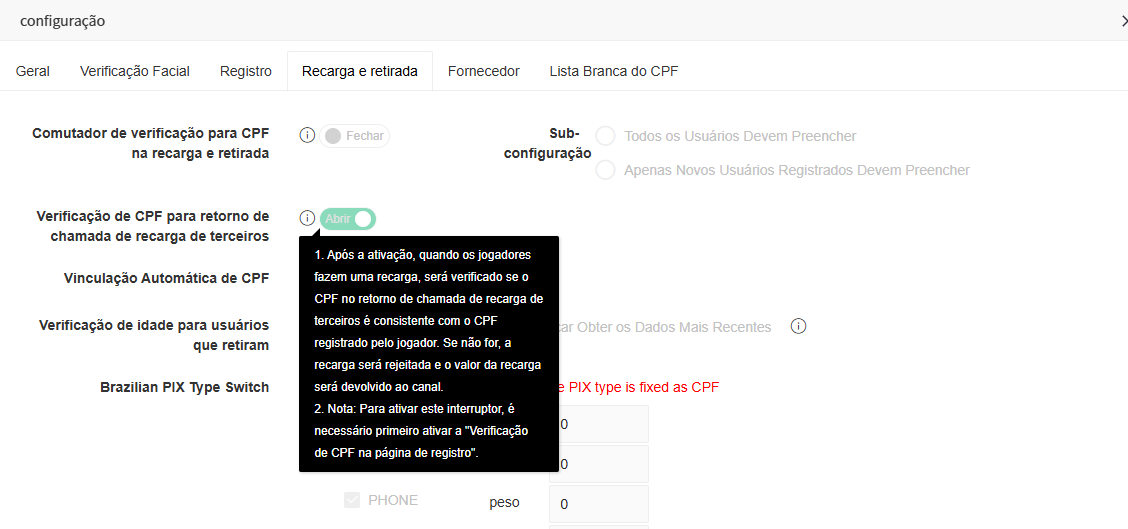 configuração
Geral
Verificação Facial
Registro
Recarga e retirada
Fornecedor
Lista Branca do CPF
Comutador de verificação para CPF
na recarga e retirada
Fechar
Sub-
configuração
Todos os Usuários Devem Preencher
Apenas Novos Usuários Registrados Devem Preencher
Verificação de CPF para retorno de
chamada de recarga de terceiros
Abrir
1. Após a ativação, quando os jogadores
fazem uma recarga, será verificado se o
CPF no retorno de chamada de recarga de
terceiros é consistente com o CPF
registrado pelo jogador. Se não for, a
recarga será rejeitada e o valor da recarga
será devolvido ao canal.
2. Nota: Para ativar este interruptor, é
necessário primeiro ativar a "Verificação
de CPF na página de registro".
Vinculação Automática de CPF
Verificação de idade para usuários
que retiram
Obter os Dados Mais Recentes
Brazilian PIX Type Switch
PIX type is fixed as CPF
0
0
PHONE
peso
0